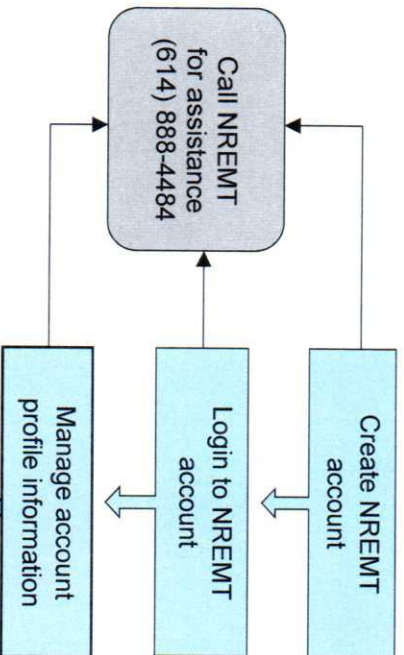 Create NREMT
account
Login to NREMT
account
Manage account
profile information
Call NREMT
for assistance
(614) 888-4484